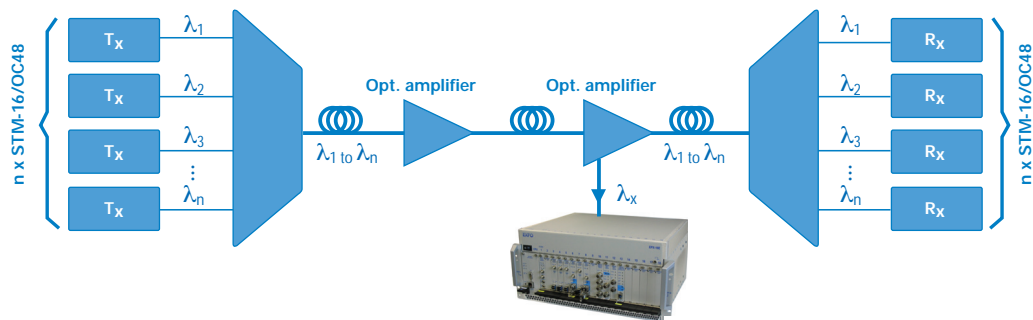 n x STM-16/OC48
Tx
λ1
Tx
λ2
Tx
λ3
...
Tx
λn
λ1 to λn
Opt. amplifier
Opt. amplifier
λx
λ1 to λn
λ1
Rx
λ2
Rx
λ3
Rx
...
λn
Rx
n x STM-16/OC48